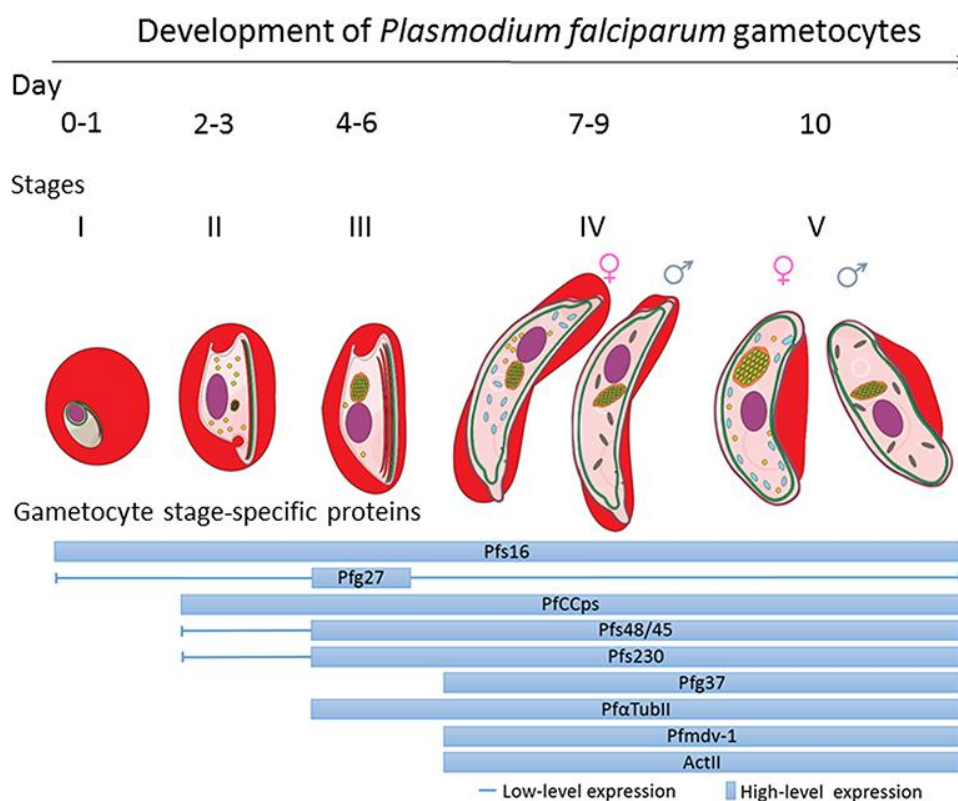 Development of Plasmodium falciparum gametocytes
Day
0-1 2-3 4-6 7-9 10
Stages
I II III IV V
♀ ♂ ♀ ♂
Gametocyte stage-specific proteins
Pfs16
Pfg27
PfCCps
Pfs48/45
Pfs230
Pfg37
PfαTubII
Pfmdv-1
ActII
Low-level expression High-level expression